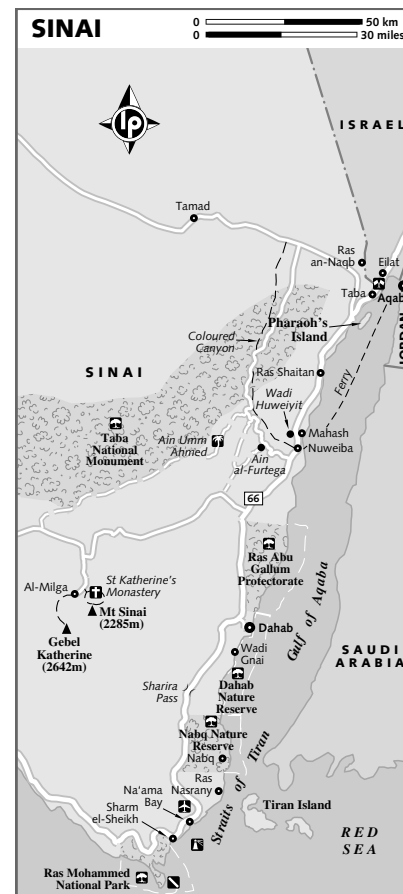 SINAI
0 50 km
0 30 miles
lp
ISRAEL
Tamad
Ras
an-Naqb
Eilat
Taba
Aqab
JORDAN
Pharaoh's
Island
Coloured
Canyon
SINAI
Ras Shaitan
Ferry
Wadi
Huweiyit
Taba
National
Monument
Ain Umm
Ahmed
Mahash
Nuweiba
Ain
al-Furtega
66
Ras Abu
Gallum
Protectorate
Gulf of Aqaba
Al-Milga
St Katherine's
Monastery
Mt Sinai
(2285m)
Gebel
Katherine
(2642m)
Dahab
Wadi
Gnai
SAUDI
ARABIA
Sharira
Pass
Dahab
Nature
Reserve
Nabq Nature
Reserve
Nabq
Straits of Tiran
Ras
Nasrany
Na'ama
Bay
Sharm
el-Sheikh
Tiran Island
RED
SEA
Ras Mohammed
National Park